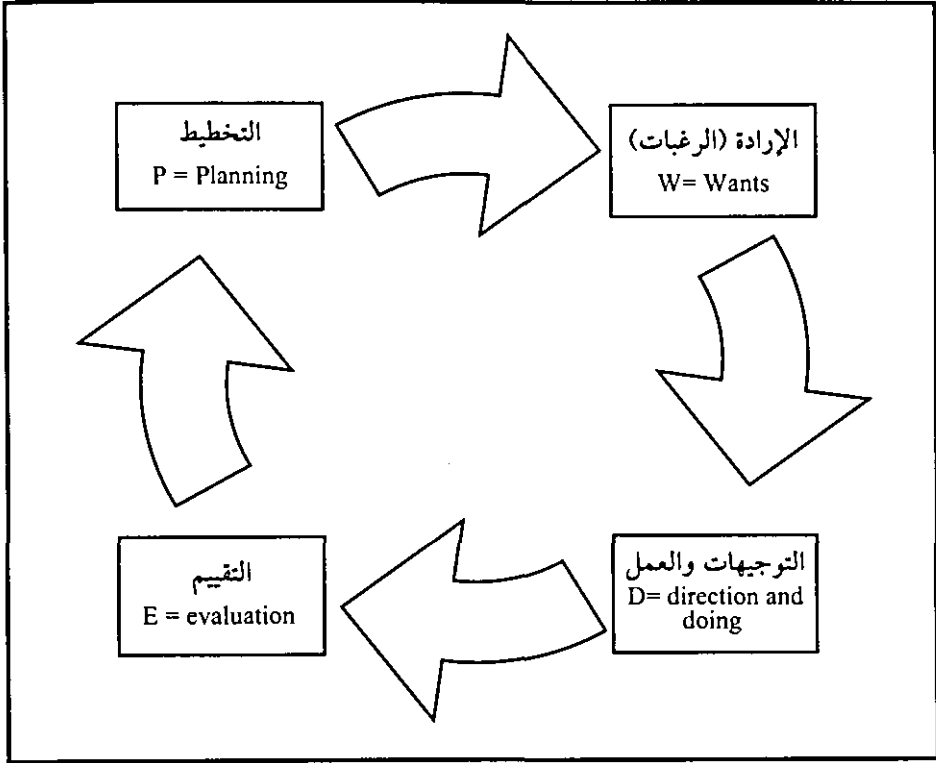 التخطيط
P = Planning
الإرادة (الرغبات)
W= Wants
التوجيهات والعمل
D= direction and
doing
التقييم
E = evaluation